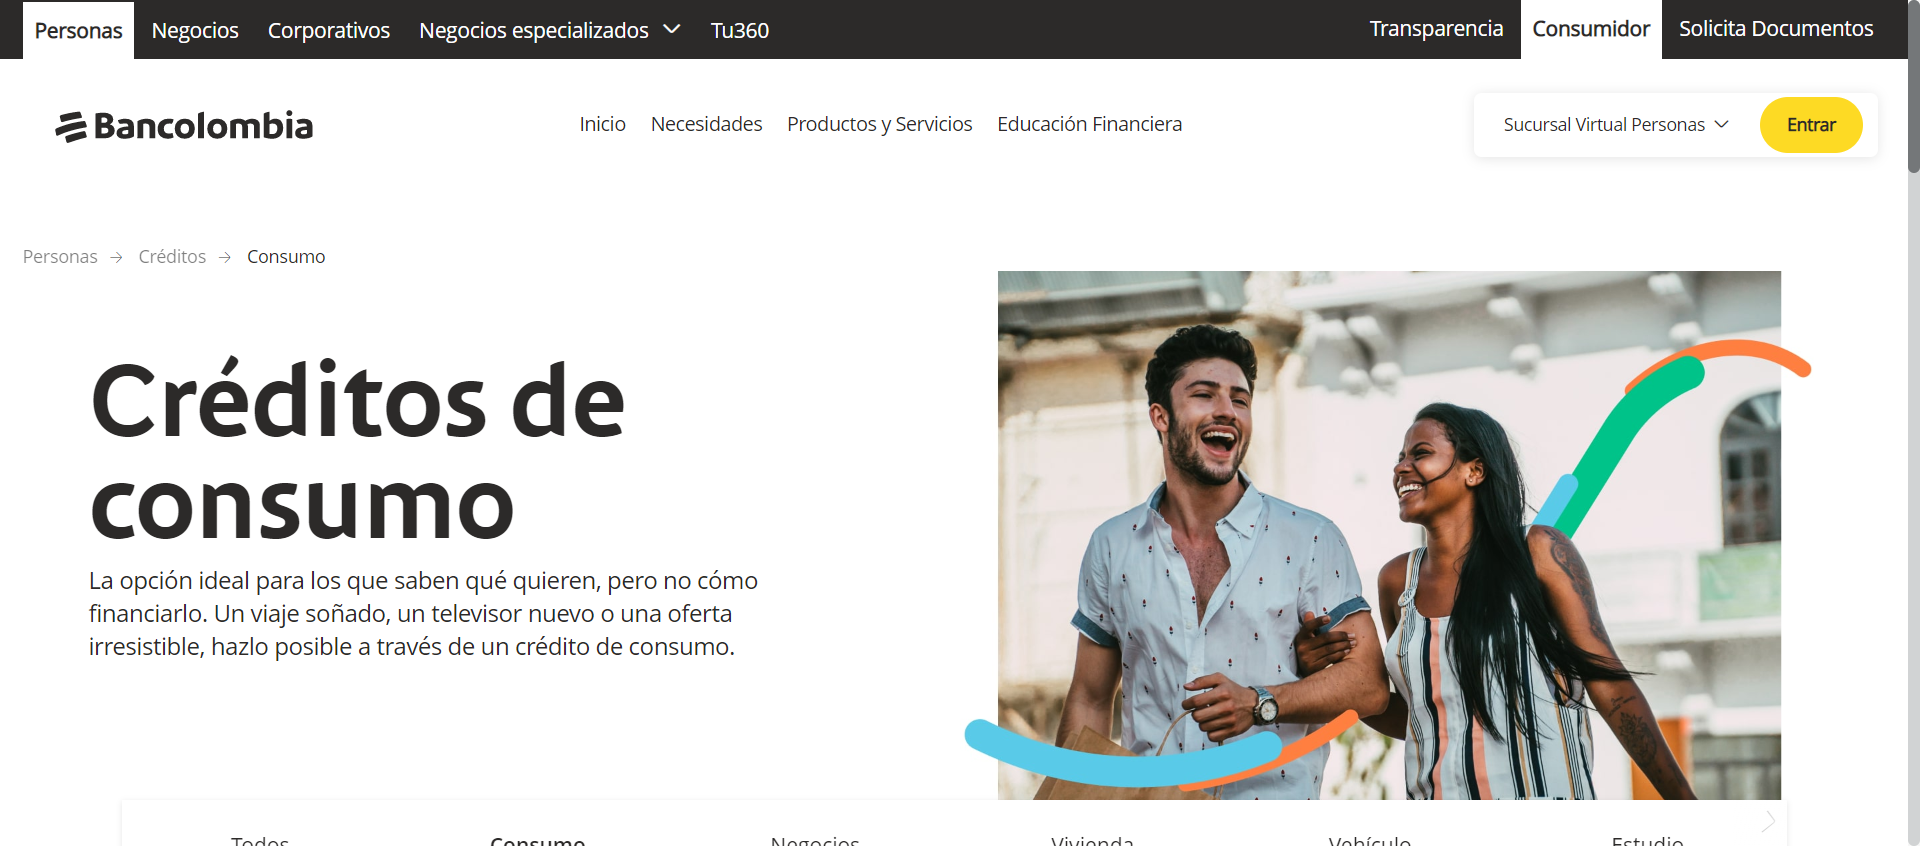 Personas Negocios Corporativos Negocios especializados Tu360 Transparencia Consumidor Solicita Documentos
Bancolombia Inicio Necesidades Productos y Servicios Educación Financiera Sucursal Virtual Personas Entrar
Personas Créditos Consumo
Créditos de
consumo
La opción ideal para los que saben qué quieren, pero no cómo
financiarlo. Un viaje soñado, un televisor nuevo o una oferta
irresistible, hazlo posible a través de un crédito de consumo.
Todos Consumo Negocios Vivienda Vehículo Estudio